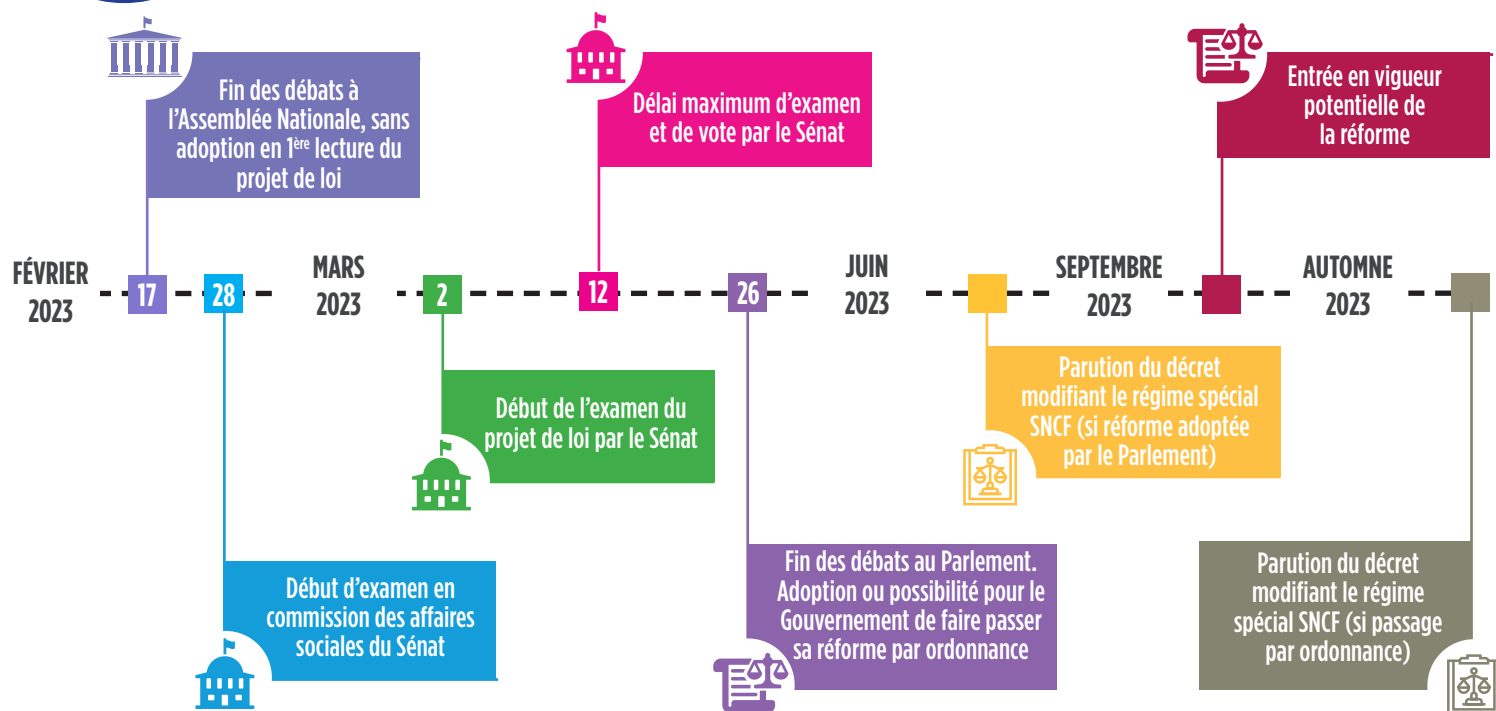 Fin des débats à
l'Assemblée Nationale, sans
adoption en 1ère lecture du
projet de loi
Délai maximum d'examen
et de vote par le Sénat
Entrée en vigueur
potentielle de
la réforme
FÉVRIER
2023
17
28
MARS
2023
2
12
26
JUIN
2023
SEPTEMBRE
2023
AUTOMNE
2023
Début de l'examen du
projet de loi par le Sénat
Parution du décret
modifiant le régime spécial
SNCF (si réforme adoptée
par le Parlement)
Début d'examen en
commission des affaires
sociales du Sénat
Fin des débats au Parlement.
Adoption ou possibilité pour le
Gouvernement de faire passer
sa réforme par ordonnance
Parution du décret
modifiant le régime
spécial SNCF (si passage
par ordonnance)